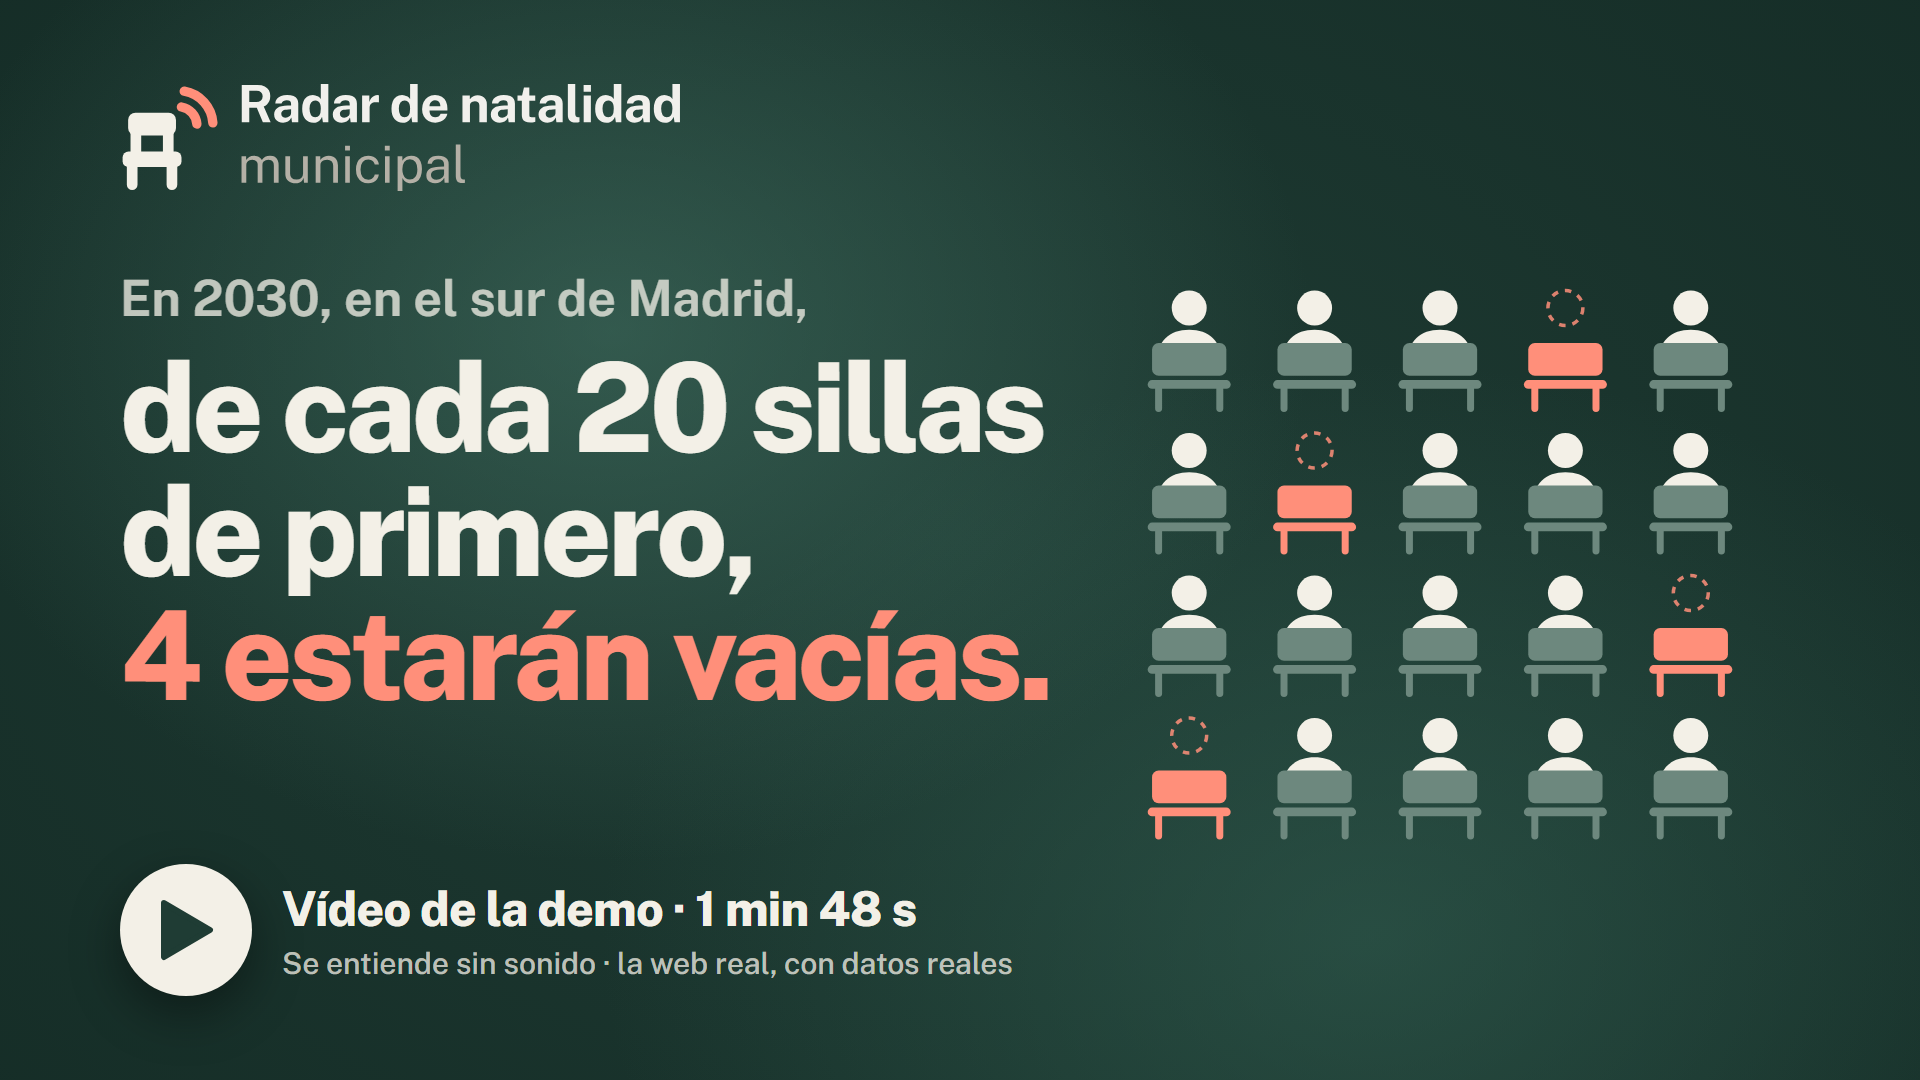 Radar de natalidad
municipal
En 2030, en el sur de Madrid,
de cada 20 sillas
de primero,
4 estarán vacías.
Vídeo de la demo · 1 min 48 s
Se entiende sin sonido · la web real, con datos reales